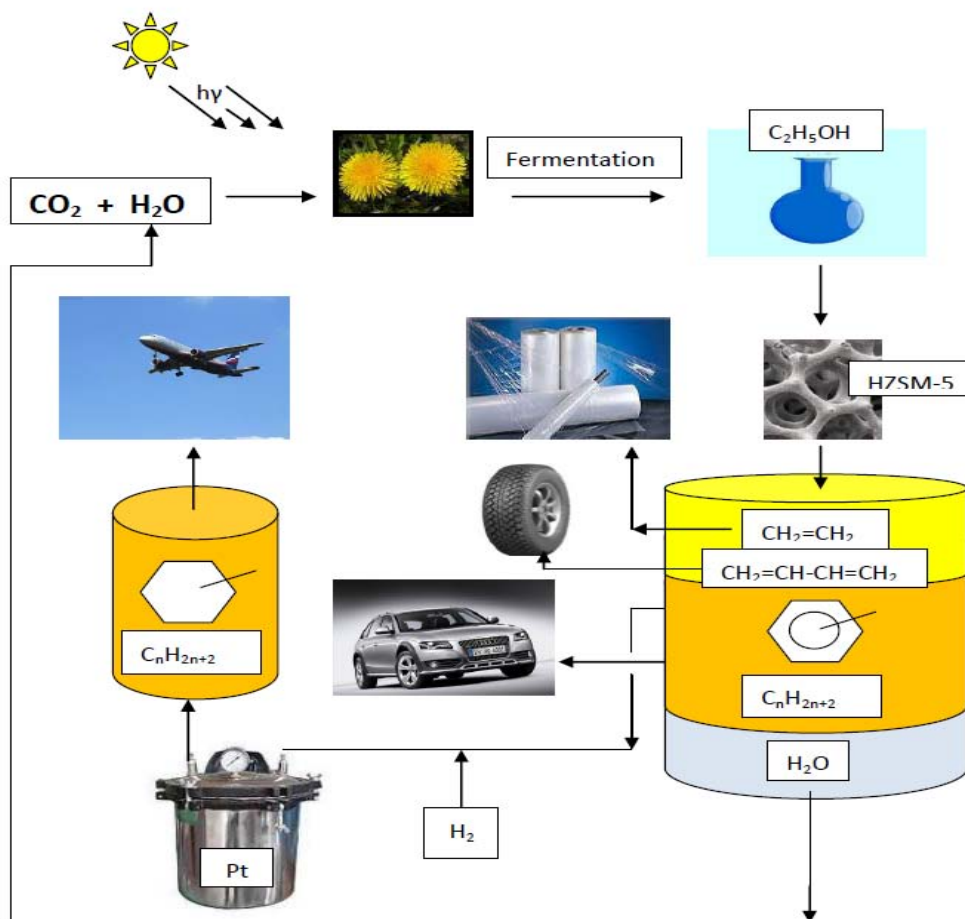 hγ
C₂H₅OH
Fermentation
CO₂ + H₂O
HZSM-5
CH₂=CH₂
CH₂=CH-CH=CH₂
CₙH₂ₙ₊₂
CₙH₂ₙ₊₂
H₂O
H₂
Pt